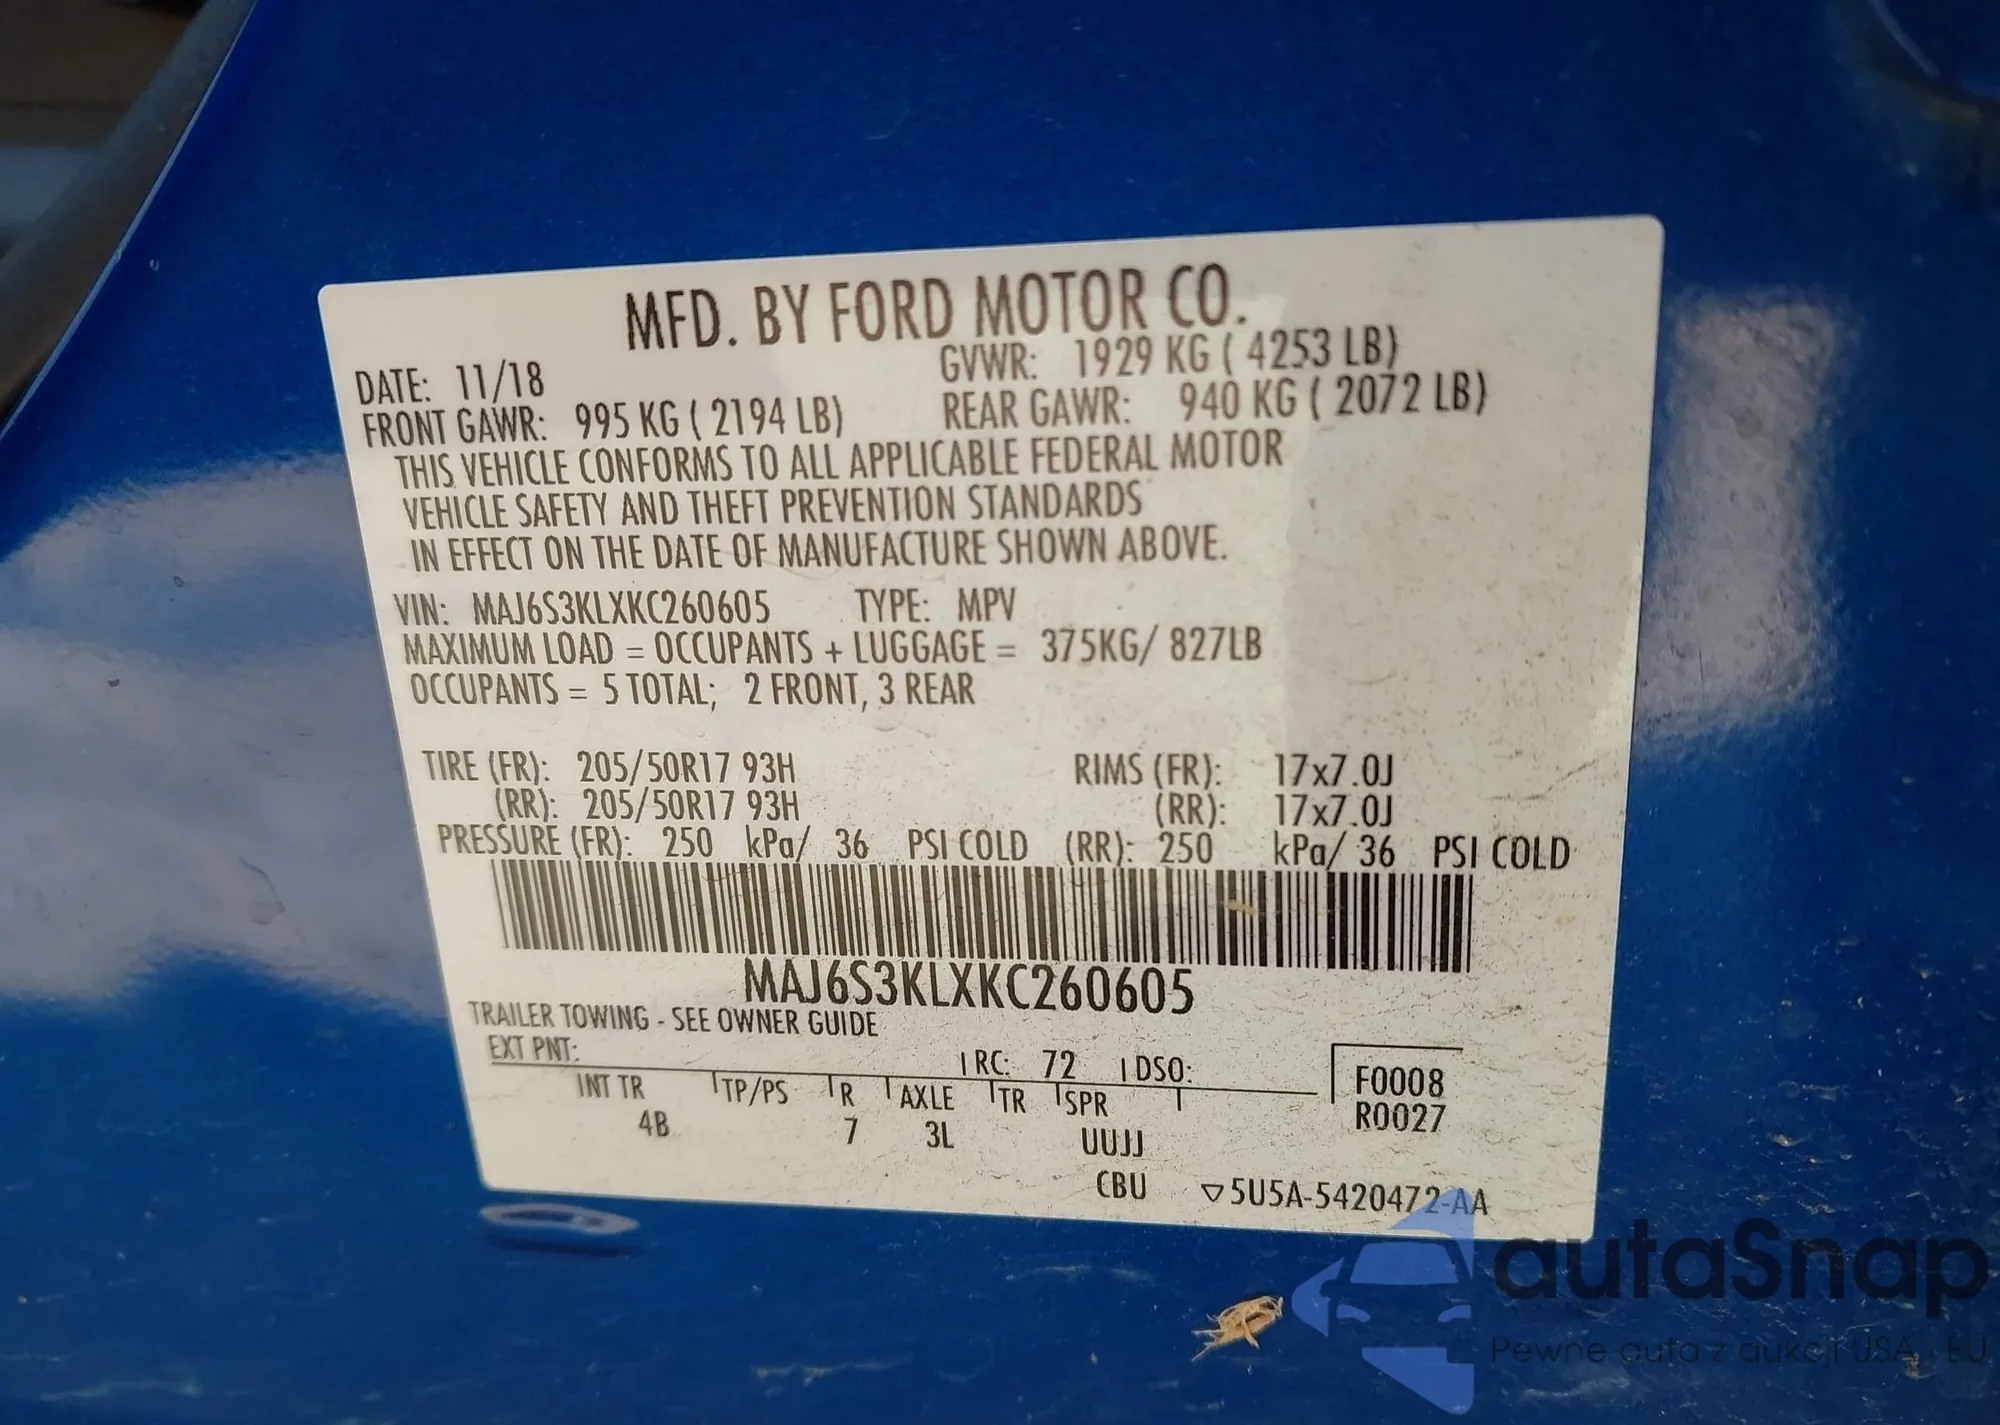 MFD. BY FORD MOTOR CO.
DATE: 11/18 GVWR: 1929 KG ( 4253 LB)
FRONT GAWR: 995 KG ( 2194 LB) REAR GAWR: 940 KG ( 2072 LB)
THIS VEHICLE CONFORMS TO ALL APPLICABLE FEDERAL MOTOR
VEHICLE SAFETY AND THEFT PREVENTION STANDARDS
IN EFFECT ON THE DATE OF MANUFACTURE SHOWN ABOVE.
VIN: MAJ6S3KLXKC260605 TYPE: MPV
MAXIMUM LOAD = OCCUPANTS + LUGGAGE = 375KG/ 827LB
OCCUPANTS = 5 TOTAL; 2 FRONT, 3 REAR
TIRE (FR): 205/50R17 93H RIMS (FR): 17x7.0J
(RR): 205/50R17 93H (RR): 17x7.0J
PRESSURE (FR): 250 kPa/ 36 PSI COLD (RR): 250 kPa/ 36 PSI COLD
MAJ6S3KLXKC260605
TRAILER TOWING - SEE OWNER GUIDE
EXT PNT: RC: 72 DSO: F0008
INT TR TP/PS R AXLE TR SPR R0027
4B 7 3L UUJJ
CBU ▽5U5A-5420472-AA
autaSnap
Pewne auta z aukcji USA i EU